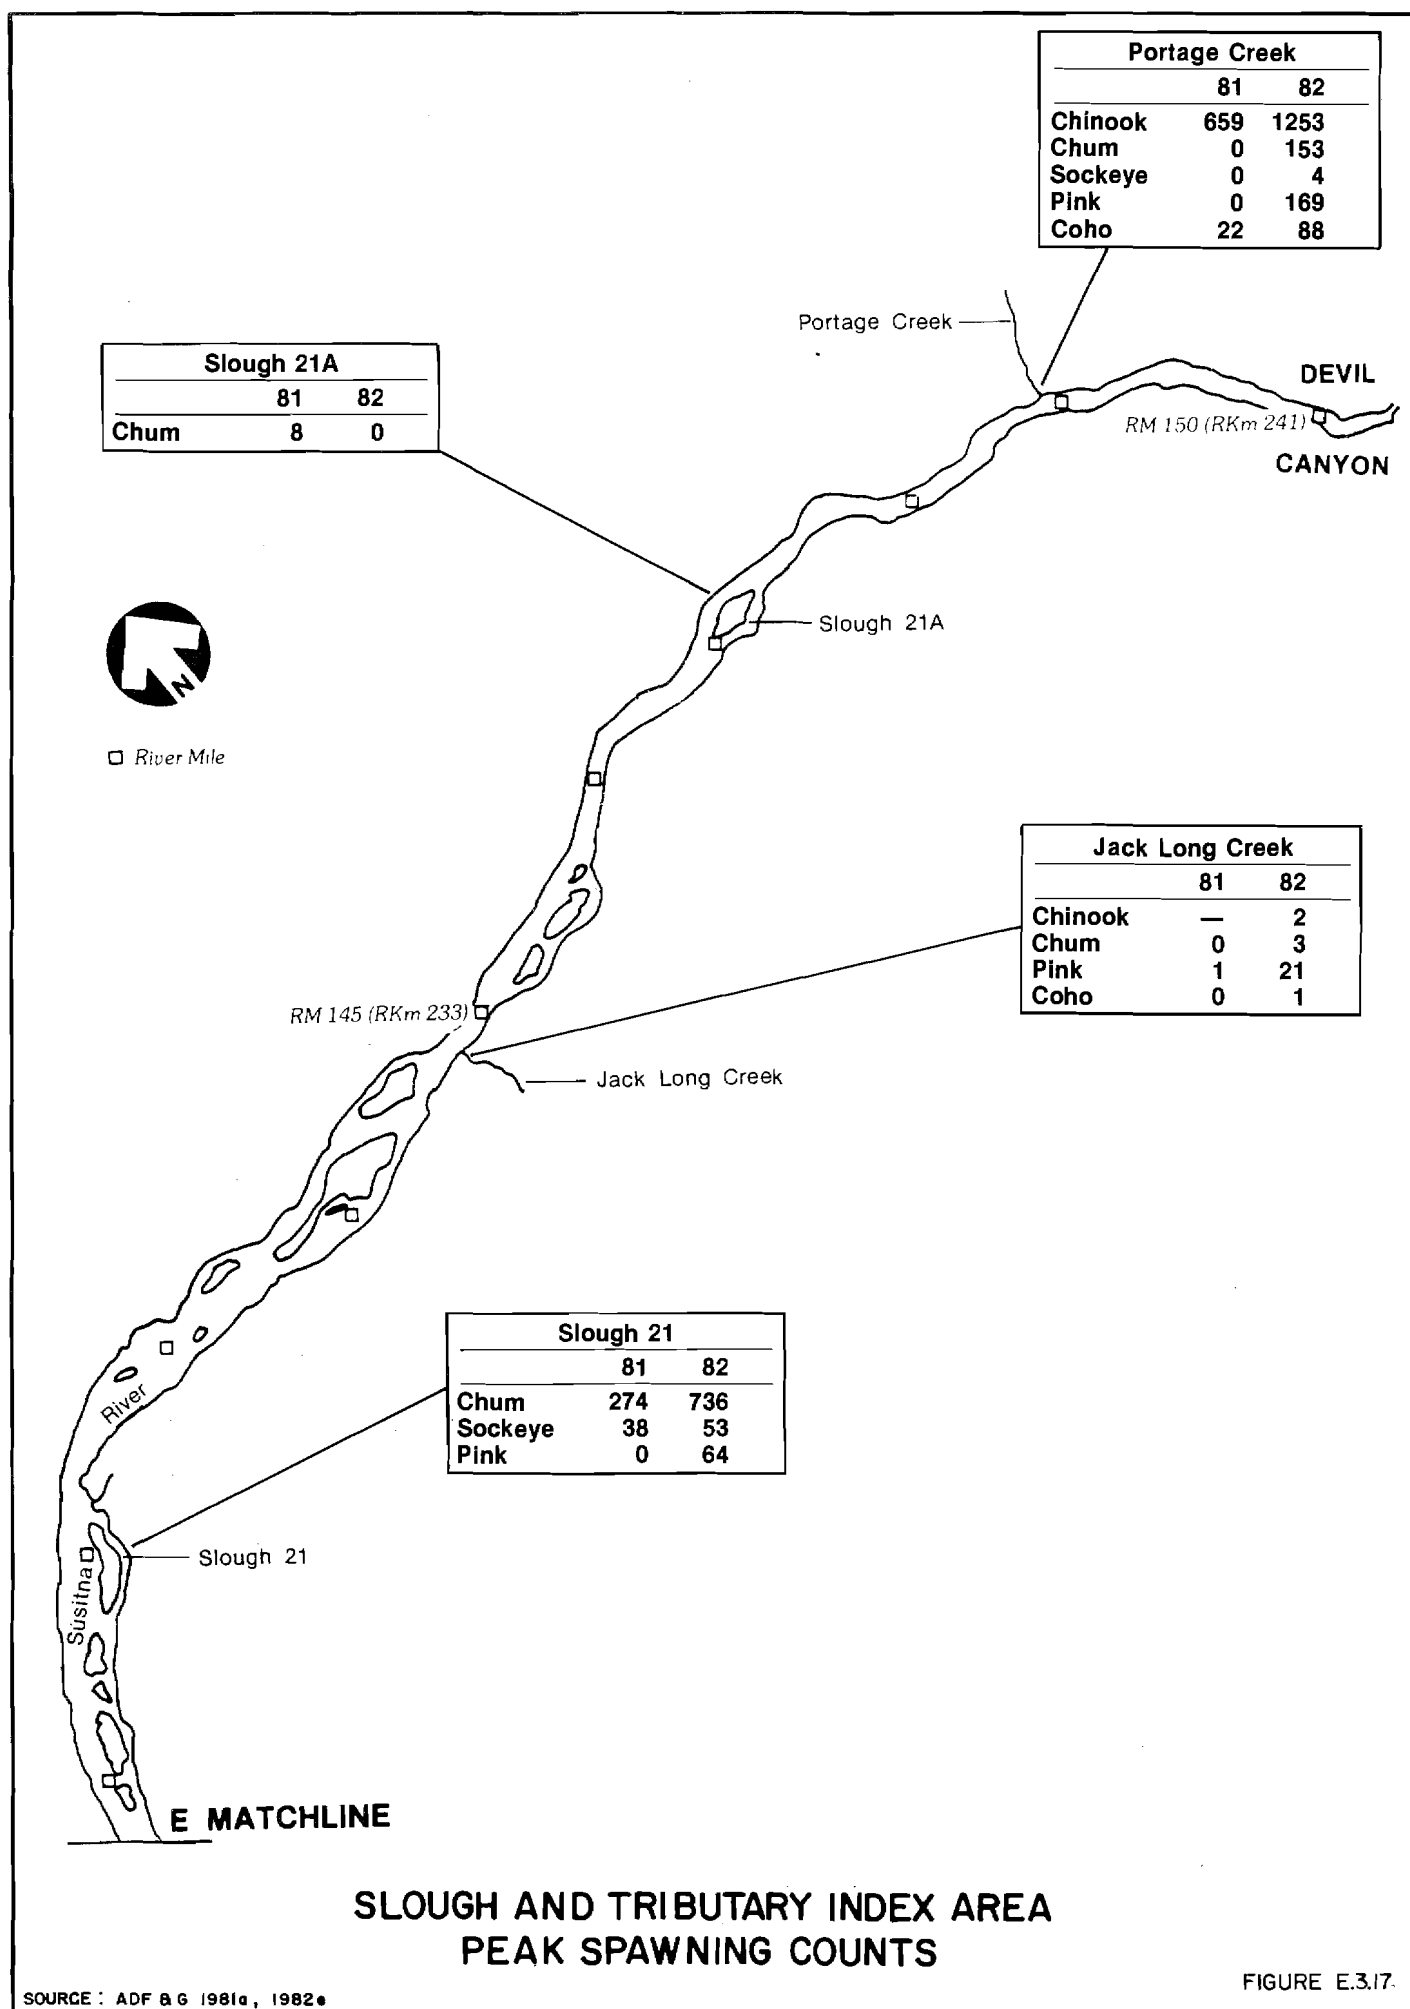 Portage Creek
81 82
Chinook 659 1253
Chum 0 153
Sockeye 0 4
Pink 0 169
Coho 22 88
Portage Creek
DEVIL
RM 150 (RKm 241)
CANYON
Slough 21A
81 82
Chum 8 0
Slough 21A
N
River Mile
Jack Long Creek
81 82
Chinook — 2
Chum 0 3
Pink 1 21
Coho 0 1
RM 145 (RKm 233)
Jack Long Creek
Slough 21
81 82
Chum 274 736
Sockeye 38 53
Pink 0 64
River
Slough 21
Susitna
E MATCHLINE
SLOUGH AND TRIBUTARY INDEX AREA
PEAK SPAWNING COUNTS
FIGURE E.3.17.
SOURCE: ADF & G 1981a, 1982e